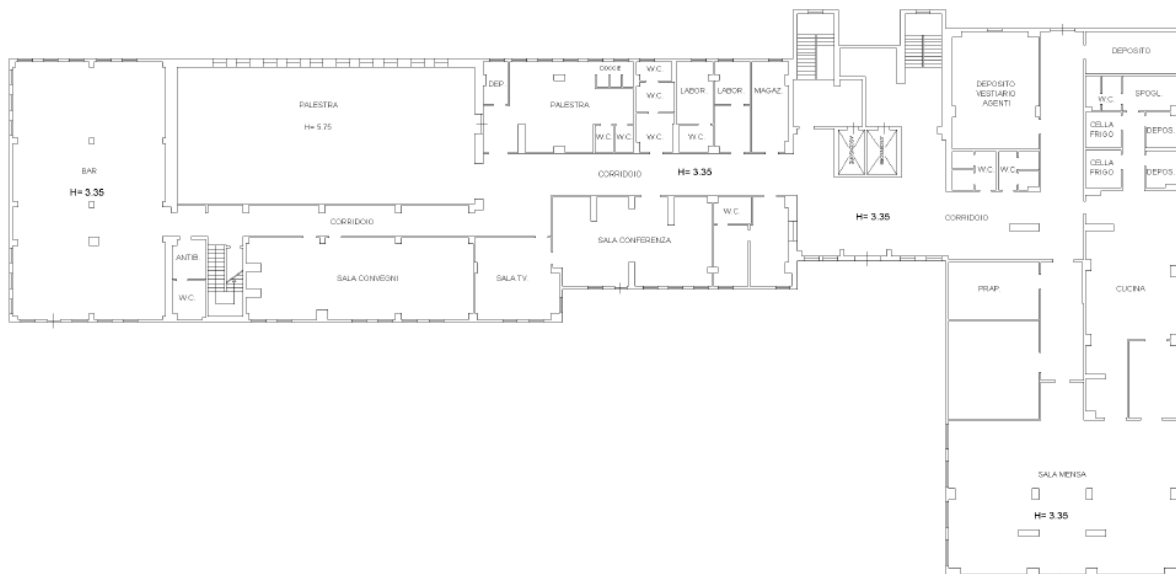 DEPOSITO
DEP.
DOCCE
W.C.
PALESTRA
H= 5.75
PALESTRA
W.C.
LABOR.
LABOR.
MAGAZ.
DEPOSITO
VESTIARIO
AGENTI
W.C.
SPOGL.
W.C.
W.C.
W.C.
W.C.
CELLA
FRIGO
DEPOS.
BAR
H= 3.35
CORRIDOIO
H= 3.35
W.C.
W.C.
CELLA
FRIGO
DEPOS.
CORRIDOIO
W.C.
H= 3.35
CORRIDOIO
SALA CONFERENZA
ANTIB.
SALA CONVEGNI
SALA TV.
W.C.
PRAP
CUCINA
SALA MENSA
H= 3.35